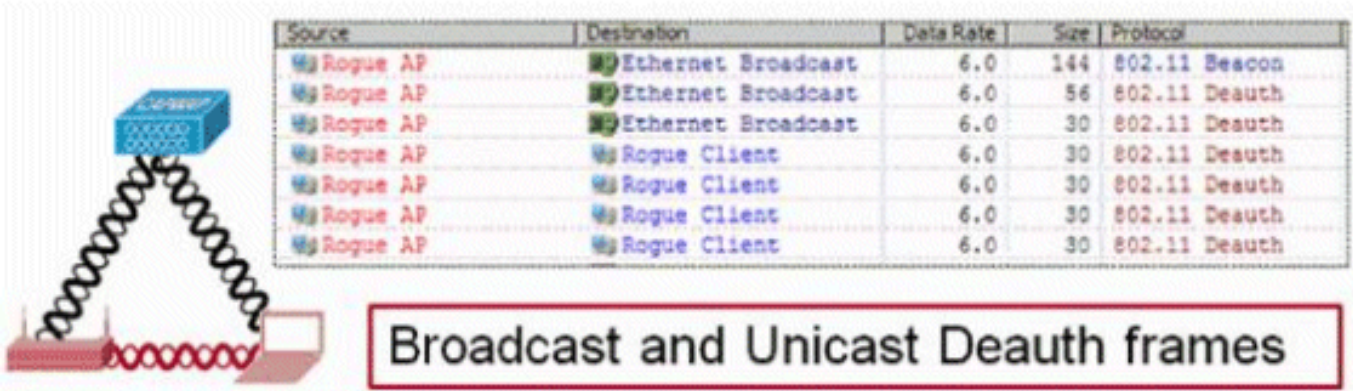 Source Destination Data Rate Size Protocol
Rogue AP Ethernet Broadcast 6.0 144 802.11 Beacon
Rogue AP Ethernet Broadcast 6.0 56 802.11 Deauth
Rogue AP Ethernet Broadcast 6.0 30 802.11 Deauth
Rogue AP Rogue Client 6.0 30 802.11 Deauth
Rogue AP Rogue Client 6.0 30 802.11 Deauth
Rogue AP Rogue Client 6.0 30 802.11 Deauth
Rogue AP Rogue Client 6.0 30 802.11 Deauth
Broadcast and Unicast Deauth frames